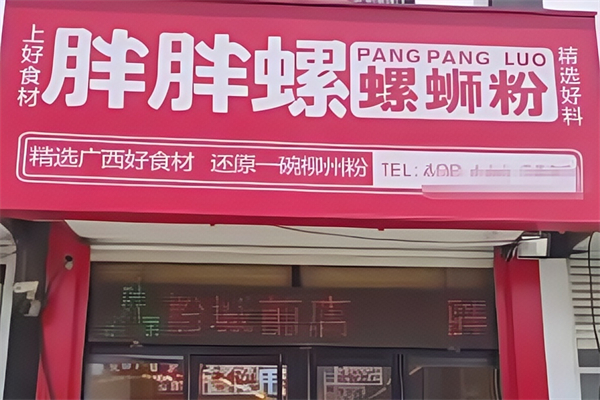 上好食材
胖胖螺
PANG PANG LUO
螺蛳粉
精选好料
精选广西好食材 还原一碗柳州粉
TEL: